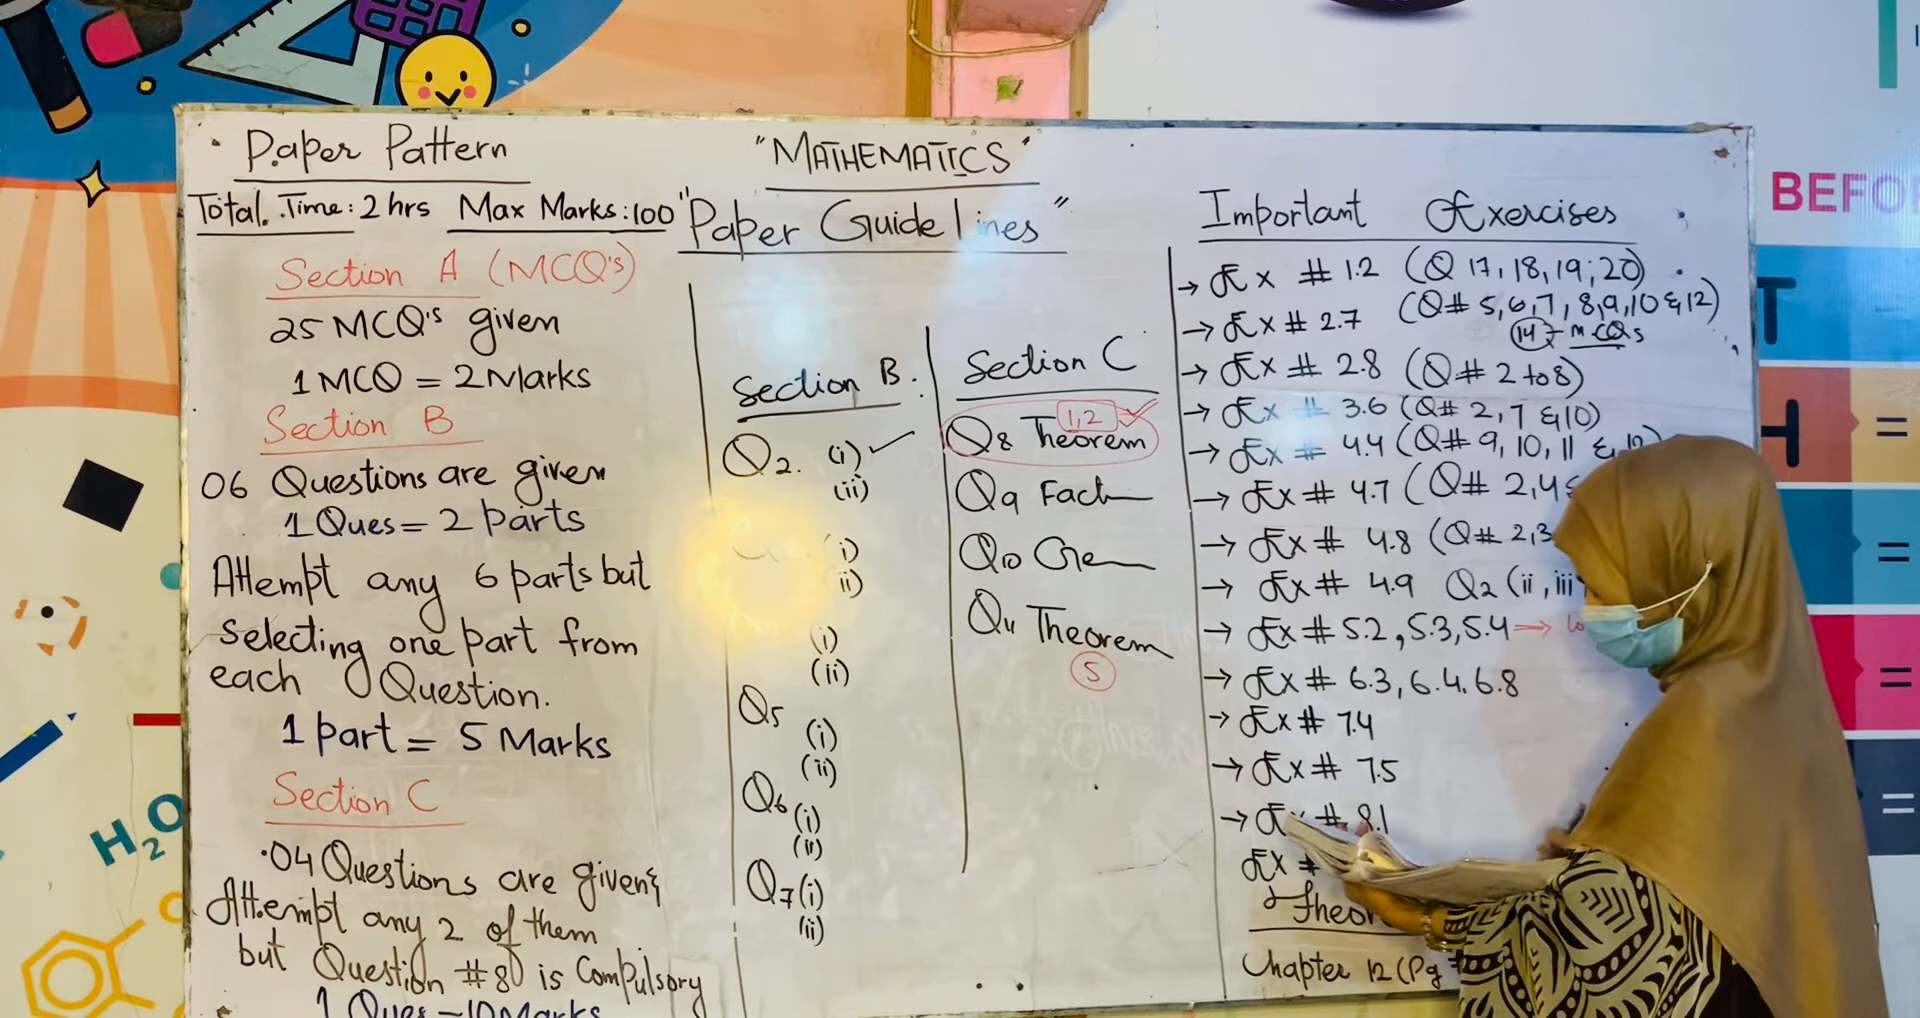 Paper Pattern
Total. Time: 2 hrs Max Marks: 100
Section A (MCQ's)
25 MCQ's given
1 MCQ = 2 Marks
Section B
06 Questions are given
1 Ques = 2 parts
Attempt any 6 parts but
selecting one part from
each Question.
1 part = 5 Marks
Section C
04 Questions are given &
Attempt any 2 of them
but Question #8 is Compulsory
1 Ques = 10 Marks
"MATHEMATICS"
"Paper Guide lines"
Section B.
Q2. (i)
(ii)
(i)
(ii)
(i)
(ii)
Q5
(i)
(ii)
Q6
(i)
(ii)
Q7 (i)
(ii)
Section C
1,2
Q8 Theorem
Q9 Fact
Q10
Q11 Theorem
5
Important Exercises
→ Ex # 1.2 (Q 17, 18, 19, 20)
→ Ex # 2.7 (Q# 5, 6, 7, 8, 9, 10 & 12)
14 - MCQs
→ Ex # 2.8 (Q.# 2 to 8)
→ Ex # 3.6 (Q# 2, 7 & 10)
→ Ex # 4.4 (Q# 9, 10, 11 &
→ Ex # 4.7 (Q# 2, 4
→ Ex # 4.8 (Q# 2, 3
→ Ex # 4.9 Q2 (ii, iii
→ Ex # 5.2, 5.3, 5.4 →
→ Ex # 6.3, 6.4, 6.8
→ Ex # 7.4
→ Ex # 7.5
→ Ex # 8.1
Ex #
Chapter 12 (Pg
BEFO
T
H =
=
=
=
H2O